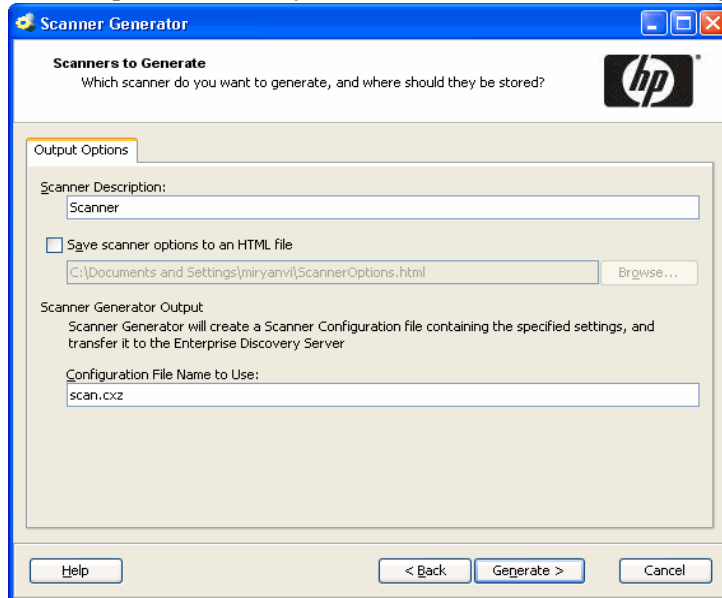 Scanner Generator
Scanners to Generate
Which scanner do you want to generate, and where should they be stored?
hp
Output Options
Scanner Description:
Scanner
Save scanner options to an HTML file
C:\Documents and Settings\miryanvi\ScannerOptions.html
Browse...
Scanner Generator Output
Scanner Generator will create a Scanner Configuration file containing the specified settings, and
transfer it to the Enterprise Discovery Server
Configuration File Name to Use:
scan.cxz
Help
< Back
Generate >
Cancel